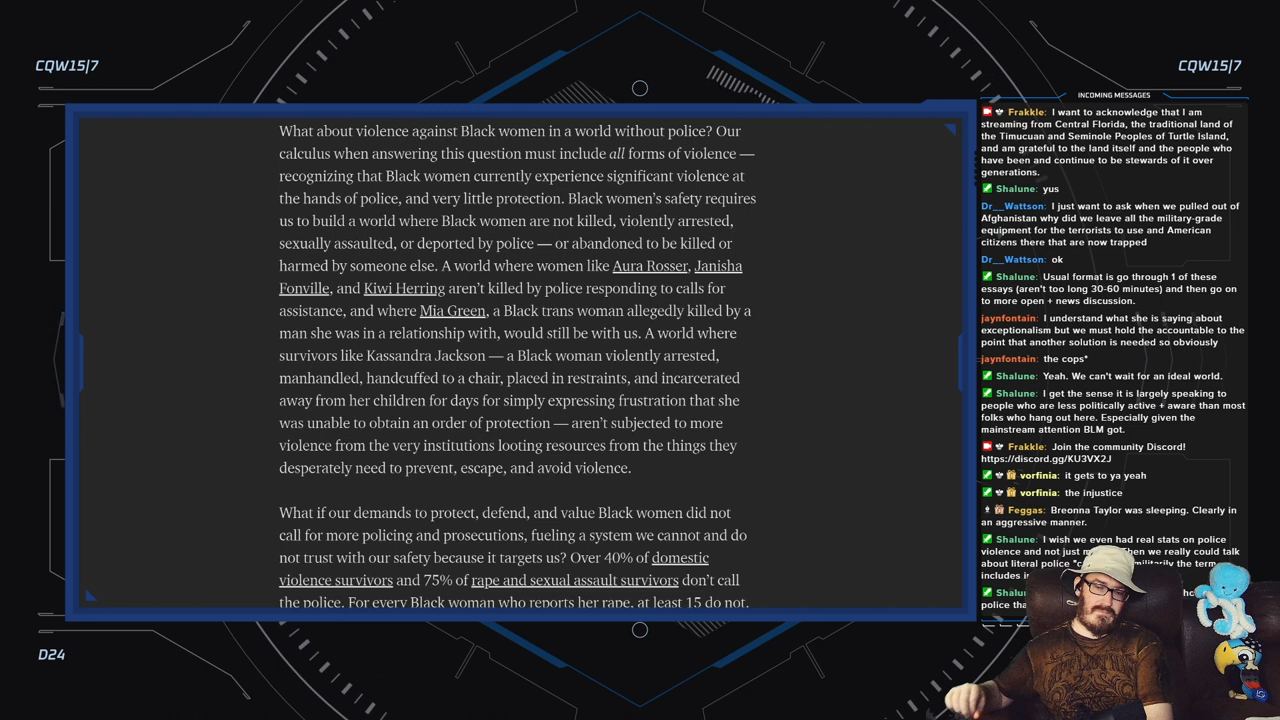 CQW15|7
CQW15|7
INCOMING MESSAGES
What about violence against Black women in a world without police? Our
calculus when answering this question must include all forms of violence —
recognizing that Black women currently experience significant violence at
the hands of police, and very little protection. Black women’s safety requires
us to build a world where Black women are not killed, violently arrested,
sexually assaulted, or deported by police — or abandoned to be killed or
harmed by someone else. A world where women like Aura Rosser, Janisha
Fonville, and Kiwi Herring aren’t killed by police responding to calls for
assistance, and where Mia Green, a Black trans woman allegedly killed by a
man she was in a relationship with, would still be with us. A world where
survivors like Kassandra Jackson — a Black woman violently arrested,
manhandled, handcuffed to a chair, placed in restraints, and incarcerated
away from her children for days for simply expressing frustration that she
was unable to obtain an order of protection — aren’t subjected to more
violence from the very institutions looting resources from the things they
desperately need to prevent, escape, and avoid violence.
What if our demands to protect, defend, and value Black women did not
call for more policing and prosecutions, fueling a system we cannot and do
not trust with our safety because it targets us? Over 40% of domestic
violence survivors and 75% of rape and sexual assault survivors don’t call
the police. For every Black woman who reports her rape, at least 15 do not.
Frakkle: I want to acknowledge that I am
streaming from Central Florida, the traditional land of
the Timucuan and Seminole Peoples of Turtle Island,
and am grateful to the land itself and the people who
have been and continue to be stewards of it over
generations.
Shalune: yus
Dr__Wattson: I just want to ask when we pulled out of
Afghanistan why did we leave all the military-grade
equipment for the terrorists to use and American
citizens there that are now trapped
Dr__Wattson: ok
Shalune: Usual format is go through 1 of these
essays (aren't too long 30-60 minutes) and then go on
to more open + news discussion.
jaynfontain: I understand what she is saying about
exceptionalism but we must hold the accountable to the
point that another solution is needed so obviously
jaynfontain: the cops*
Shalune: Yeah. We can't wait for an ideal world.
Shalune: I get the sense it is largely speaking to
people who are less politically active + aware than most
folks who hang out here. Especially given the
mainstream attention BLM got.
Frakkle: Join the community Discord!
https://discord.gg/KU3VX2J
vorfinia: it gets to ya yeah
vorfinia: the injustice
Feggas: Breonna Taylor was sleeping. Clearly in
an aggressive manner.
Shalune: I wish we even had real stats on police
violence and not just then we really could talk
about literal police the term
includes
police
D24